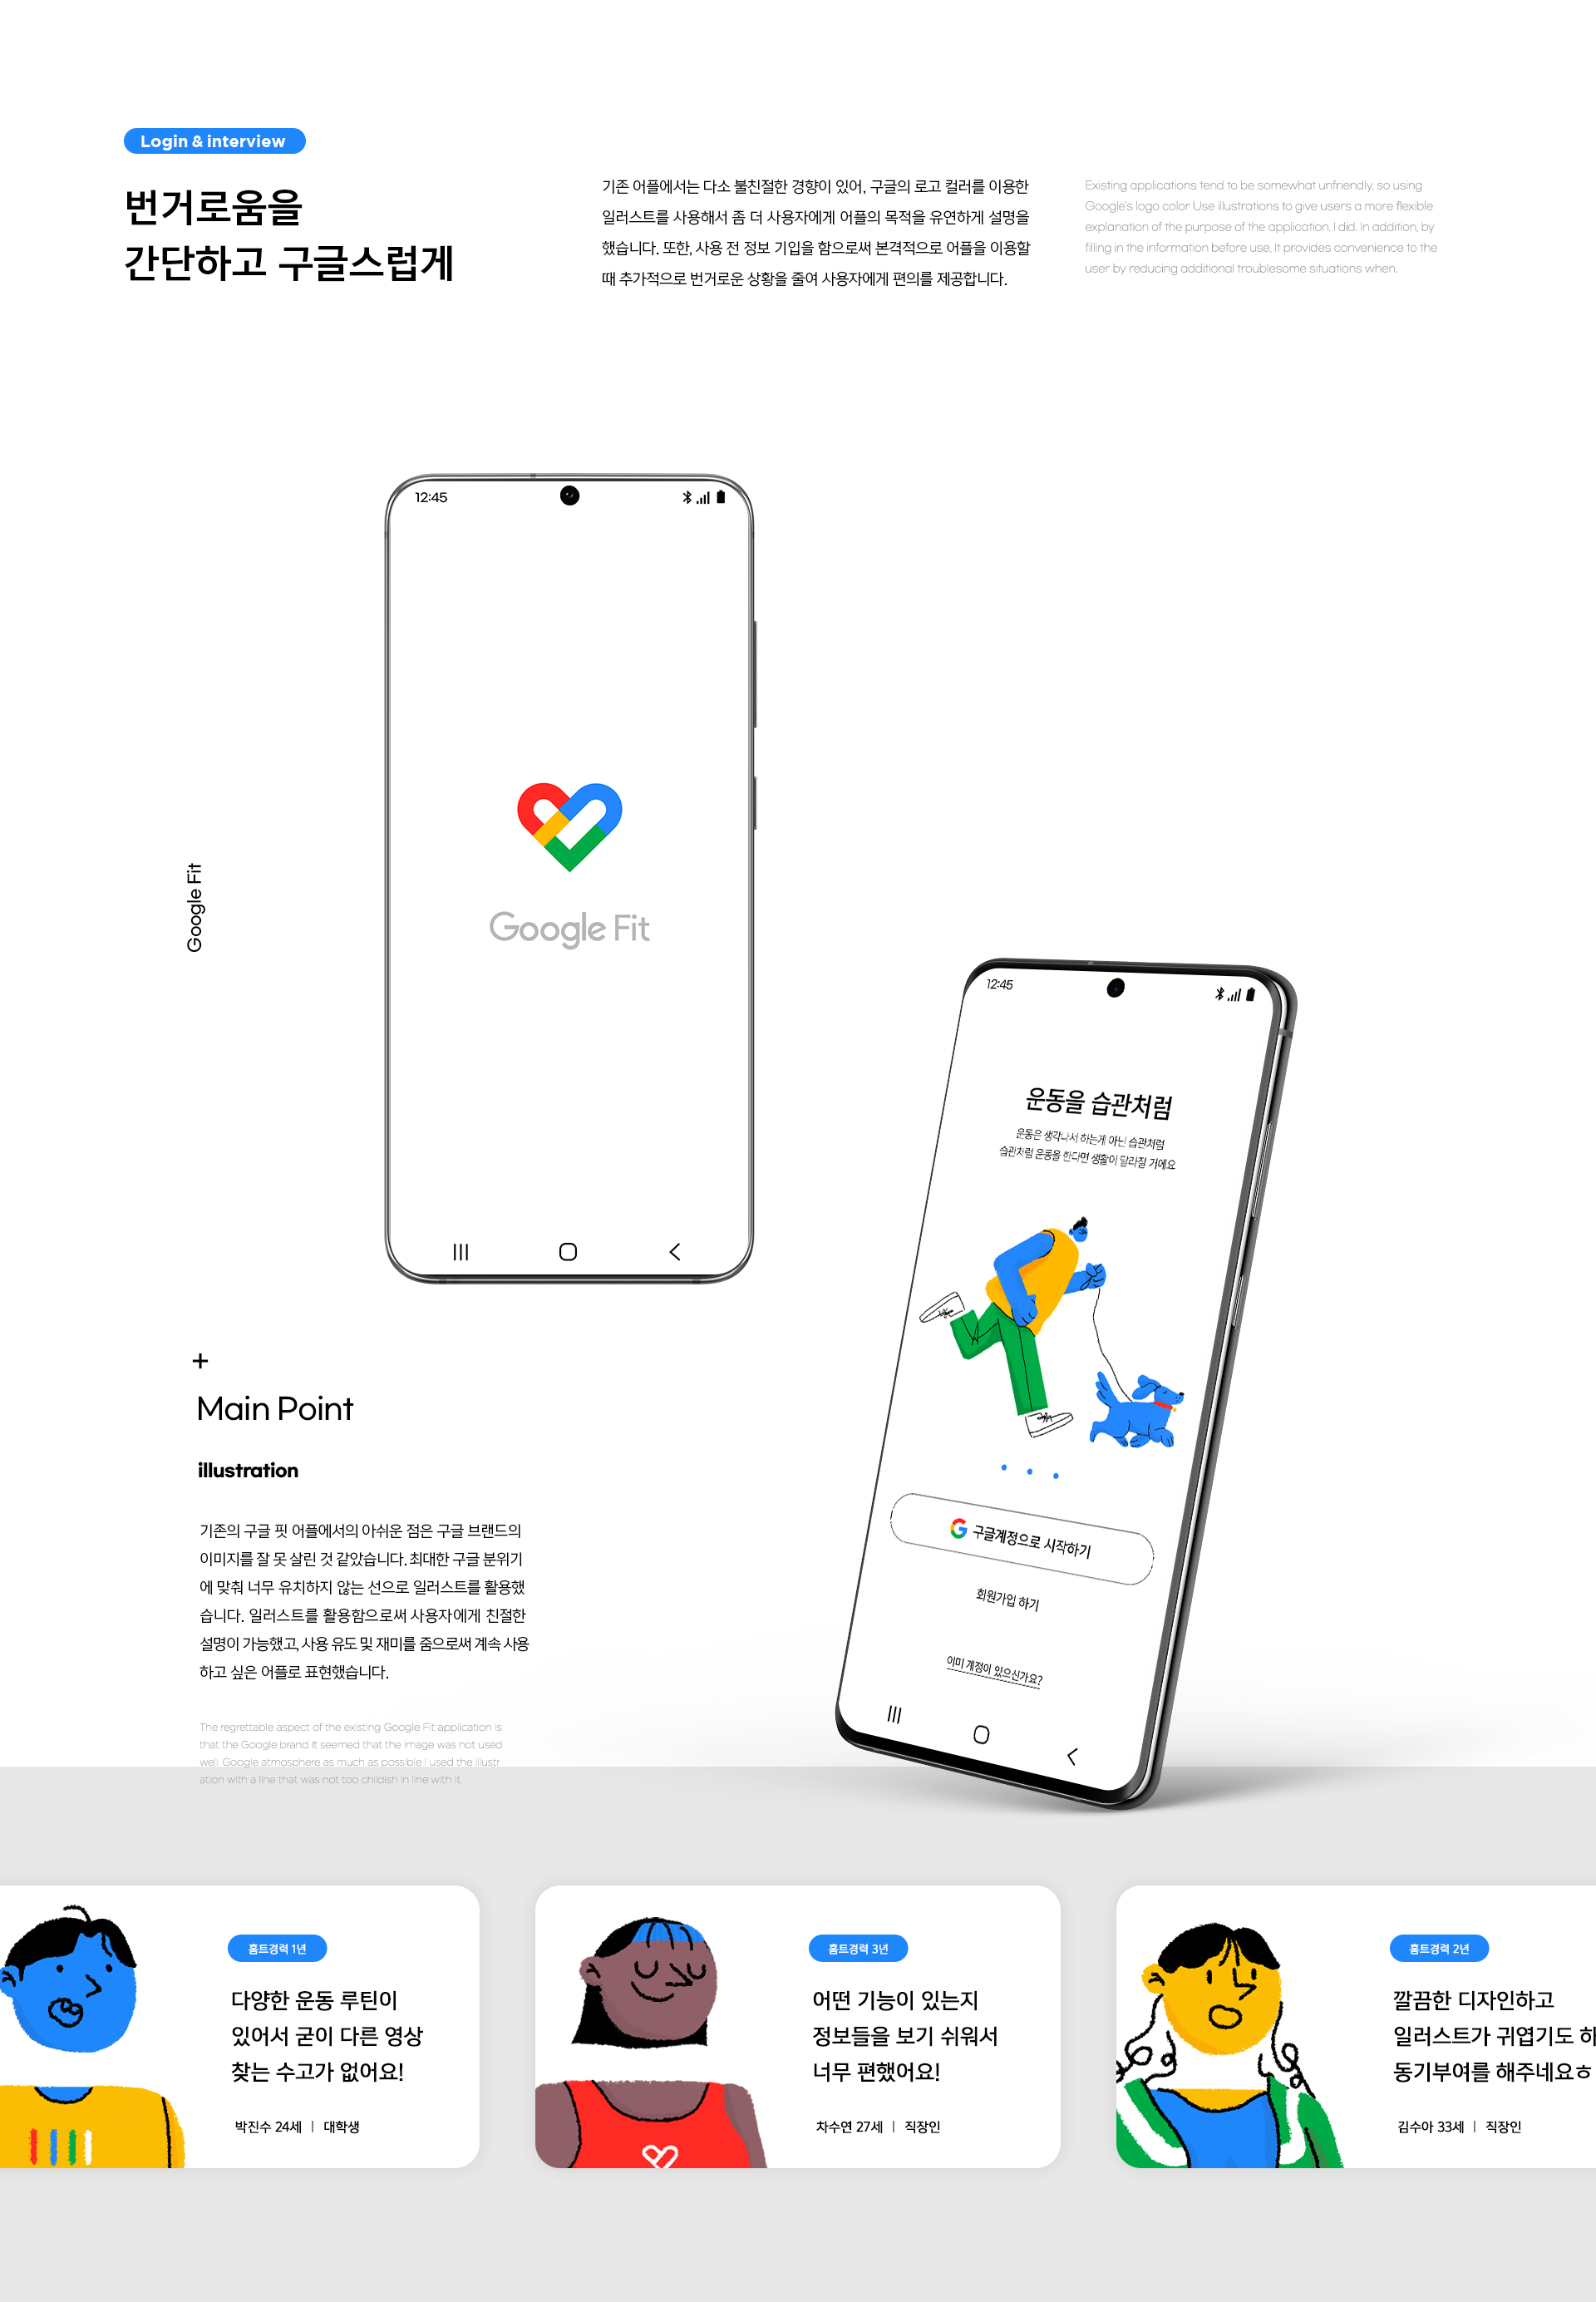 Login & interview
번거로움을
간단하고 구글스럽게
기존 어플에서는 다소 불친절한 경향이 있어, 구글의 로고 컬러를 이용한
일러스트를 사용해서 좀 더 사용자에게 어플의 목적을 유연하게 설명을
했습니다. 또한, 사용 전 정보 기입을 함으로써 본격적으로 어플을 이용할
때 추가적으로 번거로운 상황을 줄여 사용자에게 편의를 제공합니다.
Existing applications tend to be somewhat unfriendly, so using
Google's logo color Use illustrations to give users a more flexible
explanation of the purpose of the application. I did. In addition, by
filling in the information before use, It provides convenience to the
user by reducing additional troublesome situations when.
12:45
Google Fit
Google Fit
12:45
운동을 습관처럼
운동은 생각나서 하는게 아닌 습관처럼
습관처럼 운동을 한다면 생활이 달라질 거에요
G 구글계정으로 시작하기
회원가입 하기
이미 계정이 있으신가요?
+
Main Point
illustration
기존의 구글 핏 어플에서의 아쉬운 점은 구글 브랜드의
이미지를 잘 못 살린 것 같았습니다. 최대한 구글 분위기
에 맞춰 너무 유치하지 않는 선으로 일러스트를 활용했
습니다. 일러스트를 활용함으로써 사용자에게 친절한
설명이 가능했고, 사용 유도 및 재미를 줌으로써 계속 사용
하고 싶은 어플로 표현했습니다.
The regrettable aspect of the existing Google Fit application is
that the Google brand It seemed that the image was not used
well. Google atmosphere as much as possible I used the illustr
ation with a line that was not too childish in line with it.
홈트경력 1년
다양한 운동 루틴이
있어서 굳이 다른 영상
찾는 수고가 없어요!
박진수 24세 | 대학생
홈트경력 3년
어떤 기능이 있는지
정보들을 보기 쉬워서
너무 편했어요!
차수연 27세 | 직장인
홈트경력 2년
깔끔한 디자인하고
일러스트가 귀엽기도 하
동기부여를 해주네요ㅎ
김수아 33세 | 직장인